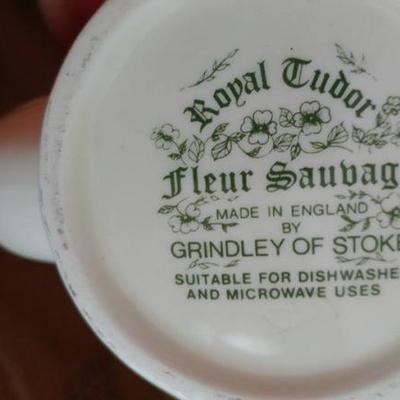 Royal Tudor
Fleur Sauvag
MADE IN ENGLAND
BY
GRINDLEY OF STOKE
SUITABLE FOR DISHWASHE
AND MICROWAVE USES